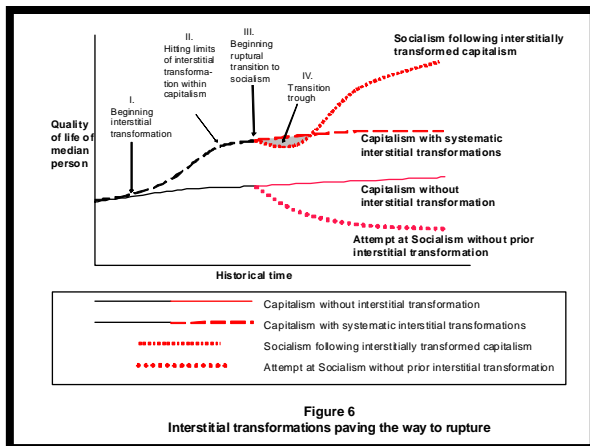 II.
Hitting limits
of interstitial
transforma-
tion within
capitalism
III.
Beginning
ruptural
transition to
socialism
Socialism following interstitially
transformed capitalism
I.
Beginning
interstitial
transformation
IV.
Transition
trough
Quality
of life of
median
person
Capitalism with systematic
interstitial transformations
Capitalism without
interstitial transformation
Attempt at Socialism without prior
interstitial transformation
Historical time
Capitalism without interstitial transformation
Capitalism with systematic interstitial transformations
Socialism following interstitially transformed capitalism
Attempt at Socialism without prior interstitial transformation
Figure 6
Interstitial transformations paving the way to rupture